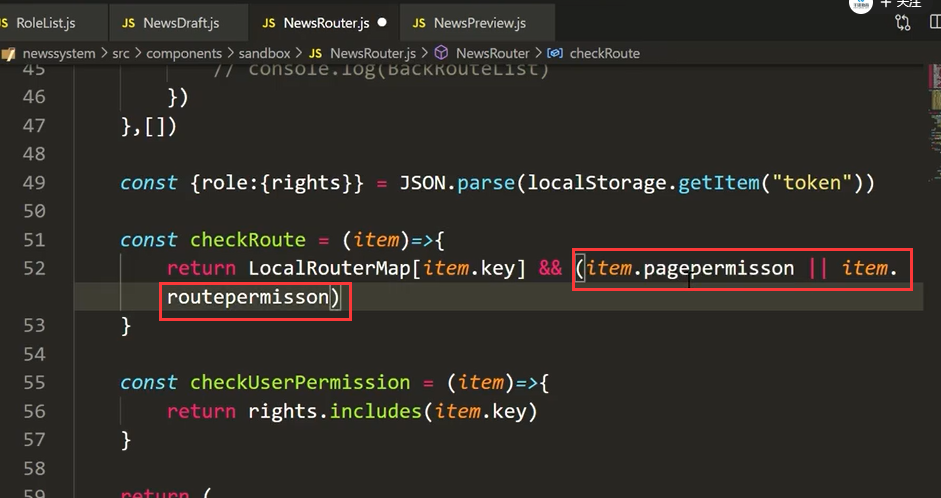 JS RoleList.js JS NewsDraft.js JS NewsRouter.js JS NewsPreview.js
关注
newssystem > src > components > sandbox > JS NewsRouter.js > NewsRouter > checkRoute
45 // console.log(BackRouteList)
46 })
47 },[])
48
49 const {role:{rights}} = JSON.parse(localStorage.getItem("token"))
50
51 const checkRoute = (item)=>{
52 return LocalRouterMap[item.key] && (item.pagepermisson || item.
routepermisson)
53 }
54
55 const checkUserPermission = (item)=>{
56 return rights.includes(item.key)
57 }
58
59 return (